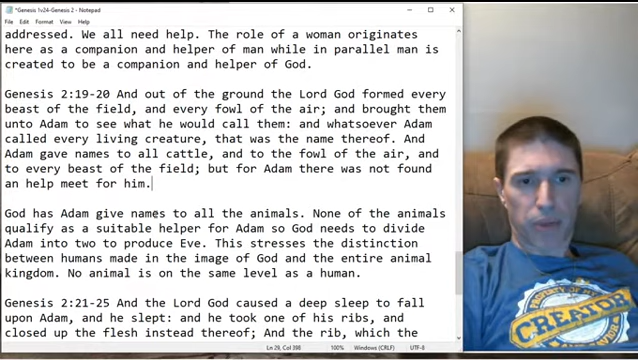 *Genesis 1v24-Genesis 2 - Notepad
File Edit Format View Help
addressed. We all need help. The role of a woman originates
here as a companion and helper of man while in parallel man is
created to be a companion and helper of God.
Genesis 2:19-20 And out of the ground the Lord God formed every
beast of the field, and every fowl of the air; and brought them
unto Adam to see what he would call them: and whatsoever Adam
called every living creature, that was the name thereof. And
Adam gave names to all cattle, and to the fowl of the air, and
to every beast of the field; but for Adam there was not found
an help meet for him.
God has Adam give names to all the animals. None of the animals
qualify as a suitable helper for Adam so God needs to divide
Adam into two to produce Eve. This stresses the distinction
between humans made in the image of God and the entire animal
kingdom. No animal is on the same level as a human.
Genesis 2:21-25 And the Lord God caused a deep sleep to fall
upon Adam, and he slept: and he took one of his ribs, and
closed up the flesh instead thereof; And the rib, which the
Ln 29, Col 398 100% Windows (CRLF) UTF-8
PROPERTY OF
CREATOR